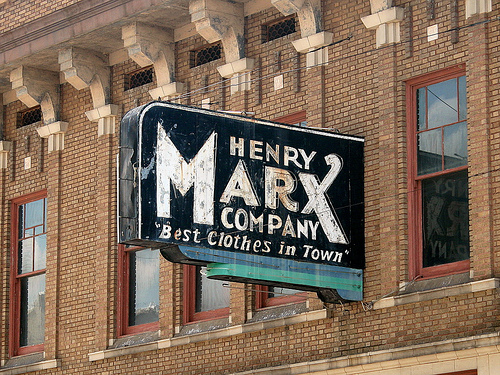 HENRY
MARX
COMPANY
"Best Clothes in Town"